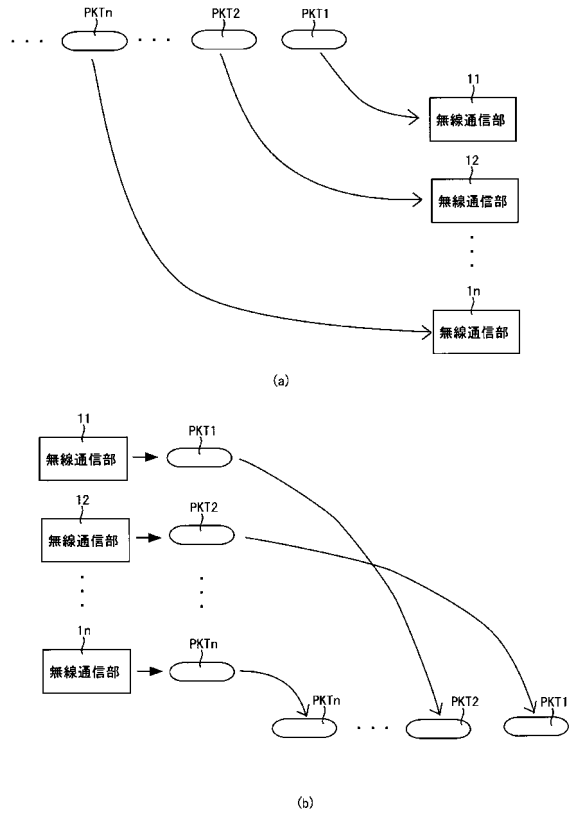 PKTn
PKT2
PKT1
11
無線通信部
12
無線通信部
1n
無線通信部
(a)
11
無線通信部
PKT1
12
無線通信部
PKT2
1n
無線通信部
PKTn
PKTn
PKT2
PKT1
(b)